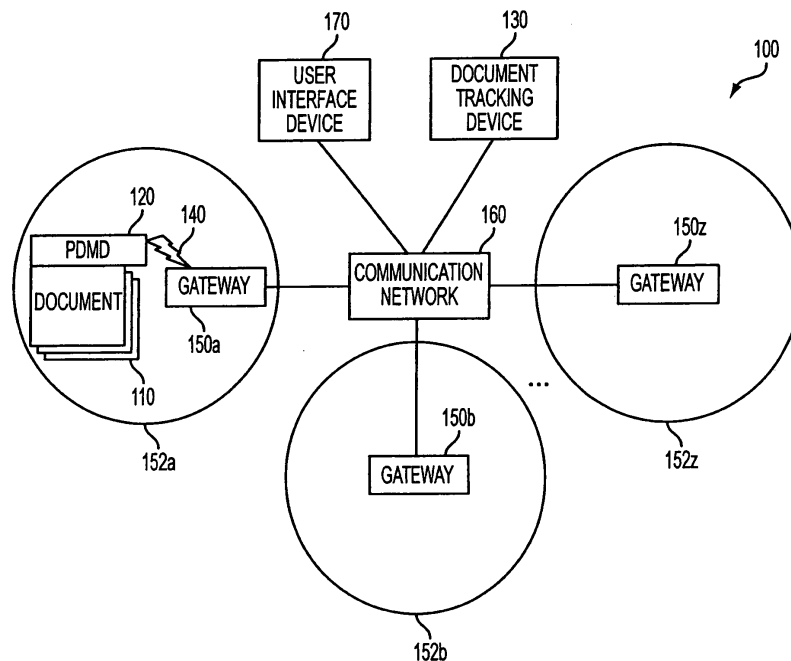 170
130
100
USER
INTERFACE
DEVICE
DOCUMENT
TRACKING
DEVICE
120
140
160
150z
PDMD
DOCUMENT
GATEWAY
COMMUNICATION
NETWORK
GATEWAY
150a
110
...
152a
150b
152z
GATEWAY
152b